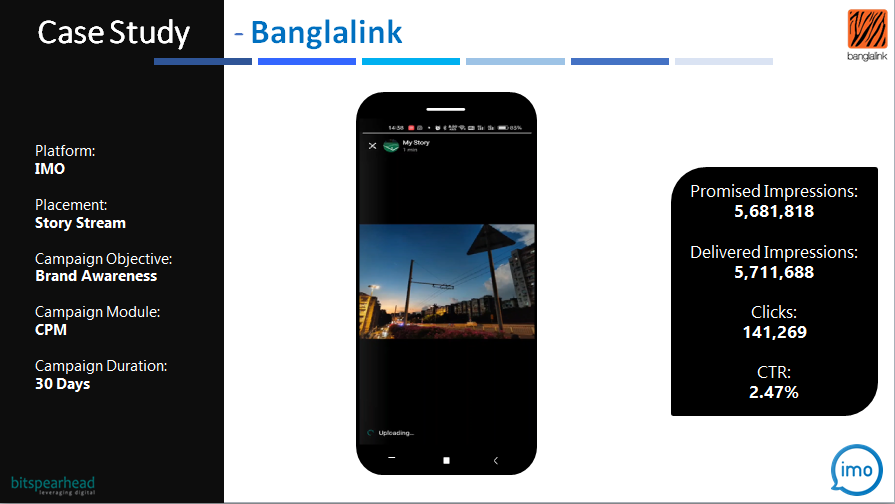 Case Study
- Banglalink
banglalink
Platform:
IMO
Placement:
Story Stream
Campaign Objective:
Brand Awareness
Campaign Module:
CPM
Campaign Duration:
30 Days
14:38
85%
My Story
1 min
Uploading...
Promised Impressions:
5,681,818
Delivered Impressions:
5,711,688
Clicks:
141,269
CTR:
2.47%
bitspearhead
leveraging digital
imo